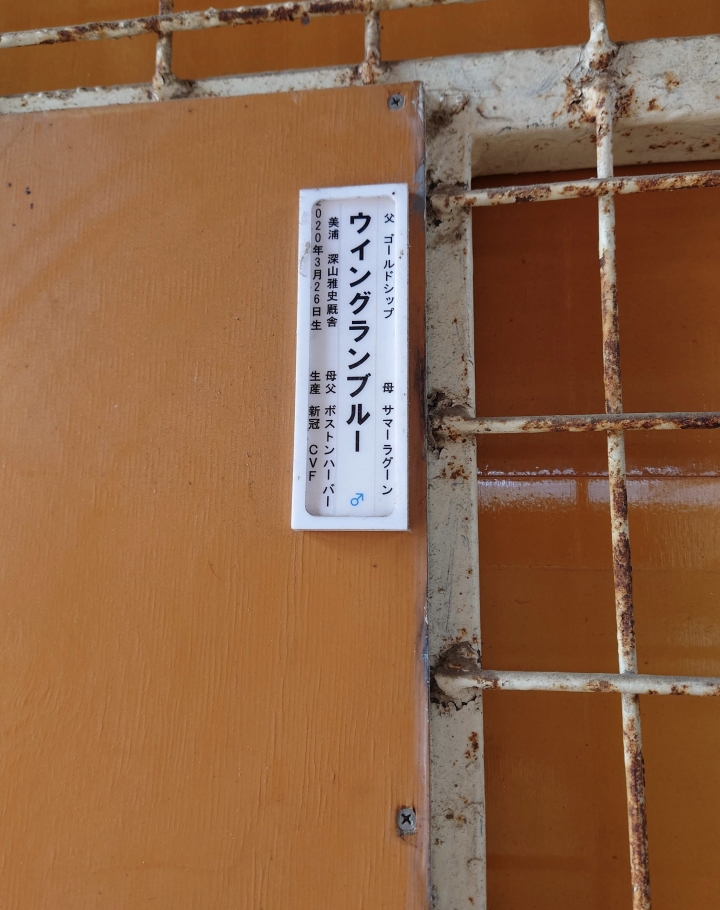 父 ゴールドシップ 母 サマーラグーン
ウイングランブルー ♂
美浦 深山雅史厩舎 母父 ボストンハーバー
2020年3月26日生 生産 新冠 CVF